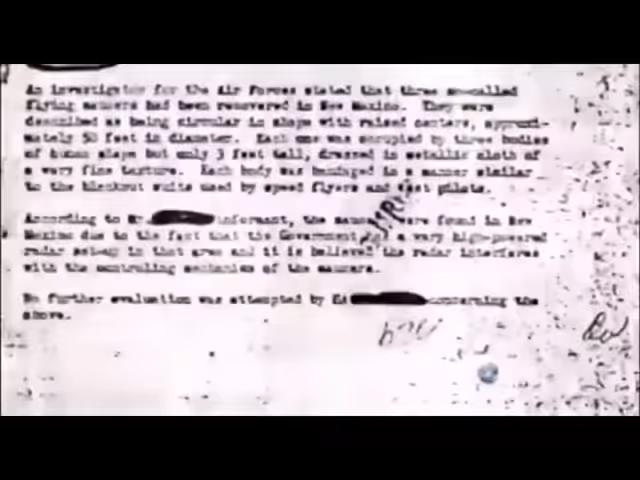 An investigator for the Air Forces stated that three so-called
flying saucers had been recovered in New Mexico. They were
described as being circular in shape with raised centers, approxi-
mately 50 feet in diameter. Each one was occupied by three bodies
of human shape but only 3 feet tall, dressed in metallic cloth of
a very fine texture. Each body was bandaged in a manner similar
to the blackout suits used by speed flyers and test pilots.
According to Mr. informant, the saucers were found in New
Mexico due to the fact that the Government has a very high-powered
radar set-up in that area and it is believed the radar interferes
with the controlling mechanism of the saucers.
No further evaluation was attempted by SA concerning the
above.